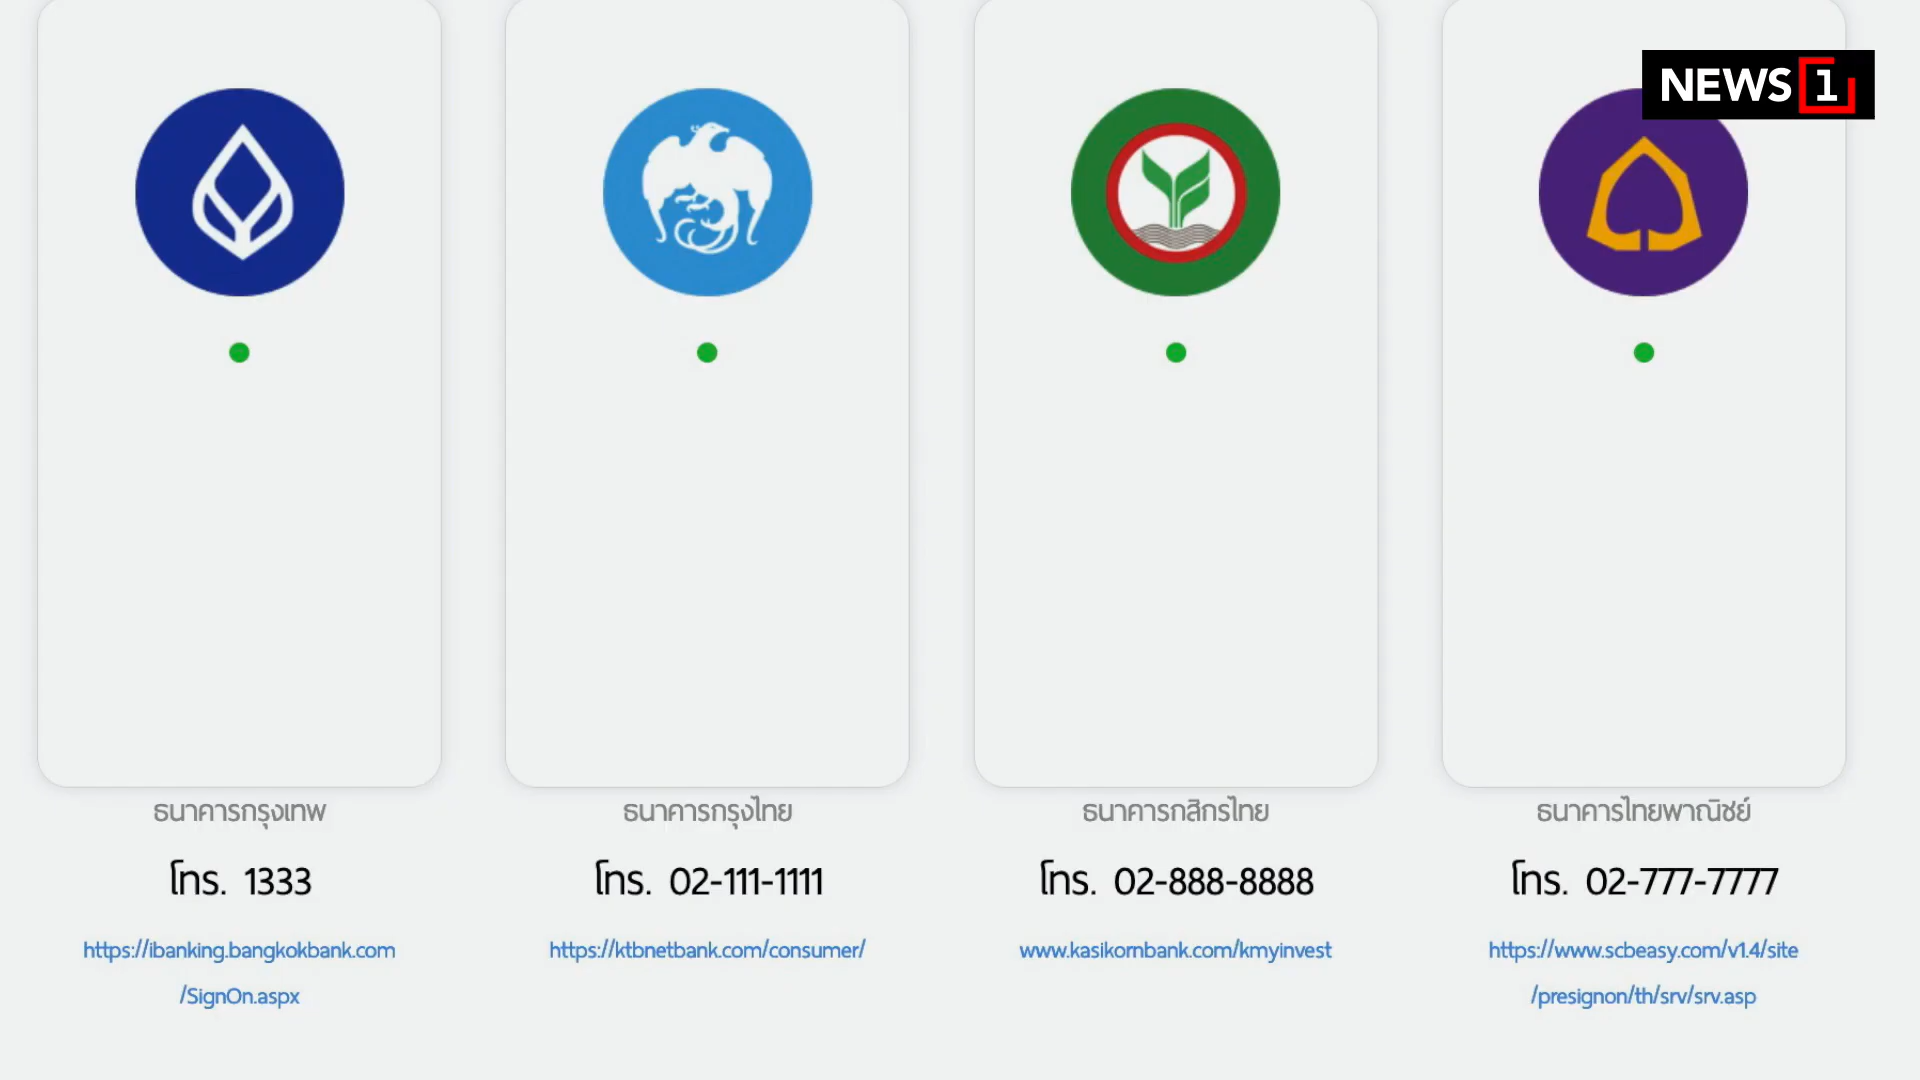 NEWS 1
ธนาคารกรุงเทพ
โทร. 1333
https://ibanking.bangkokbank.com
/SignOn.aspx
ธนาคารกรุงไทย
โทร. 02-111-1111
https://ktbnetbank.com/consumer/
ธนาคารกสิกรไทย
โทร. 02-888-8888
www.kasikornbank.com/kmyinvest
ธนาคารไทยพาณิชย์
โทร. 02-777-7777
https://www.scbeasy.com/v1.4/site
/presignon/th/srv/srv.asp